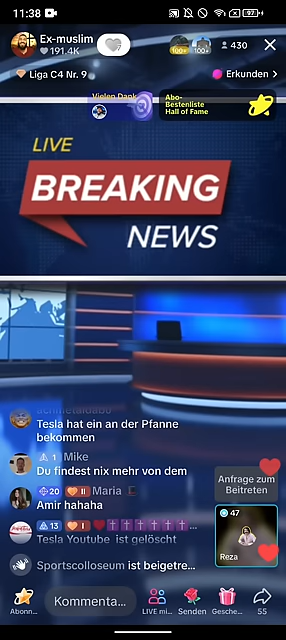 11:38
97
Ex-muslim
191.4K
100+
100+
430
Liga C4 Nr. 9
Erkunden >
Vielen Dank
Abo-
Bestenliste
Hall of Fame
LIVE
BREAKING
NEWS
Tesla hat ein an der Pfanne
bekommen
1 Mike
Du findest nix mehr von dem
20 II Maria
Amir hahaha
13 I
Tesla Youtube ist gelöscht
Sportscolloseum ist beigetre...
Anfrage zum
Beitreten
47
Reza
Kommenta...
Abonn...
LIVE mi...
Senden
Gesche...
55